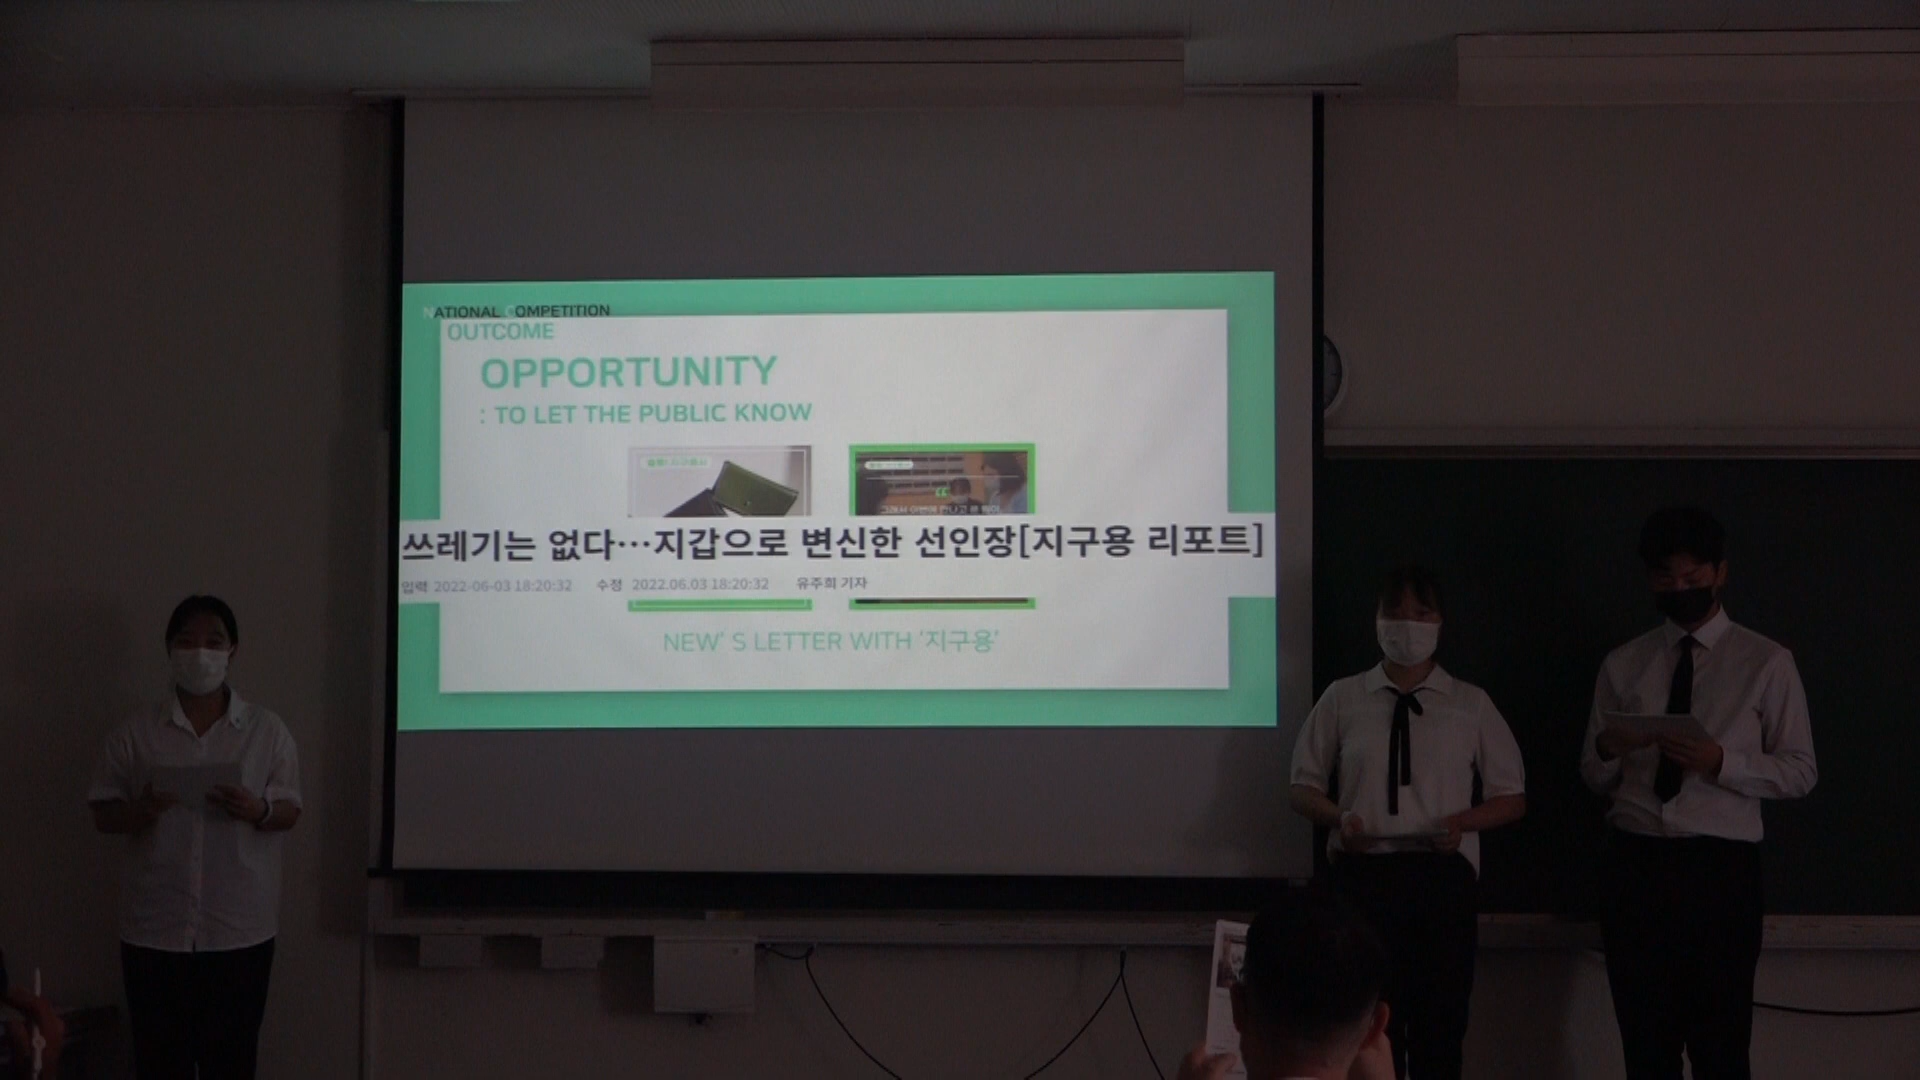 NATIONAL COMPETITION
OUTCOME
OPPORTUNITY
: TO LET THE PUBLIC KNOW
쓰레기는 없다…지갑으로 변신한 선인장[지구용 리포트]
입력 2022-06-03 18:20:32 수정 2022.06.03 18:20:32 유주희 기자
NEW' S LETTER WITH '지구용'